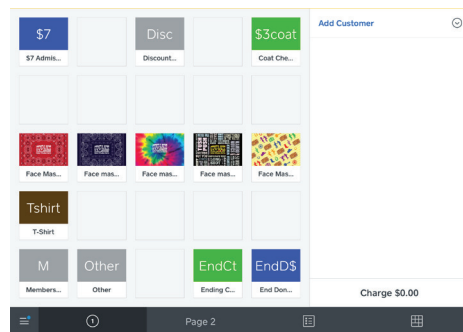 $7
Disc
$3coat
Add Customer
$7 Admis...
Discount...
Coat Che...
Face Mas...
Face mas...
Face mas...
Face mas...
Face Mas...
Tshirt
T-Shirt
M
Other
EndCt
EndD$
Members...
Other
Ending C...
End Don...
Charge $0.00
1
Page 2